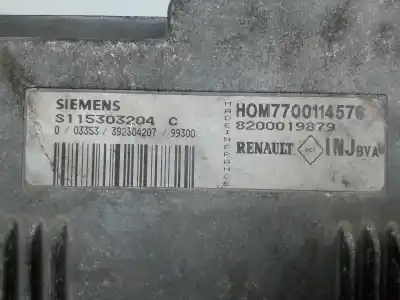 SIEMENS
S115303204 C
0 / 03353 / 392304207 / 99300
MADE IN FRANCE
HOM7700114576
8200019879
RENAULT INJ BVA